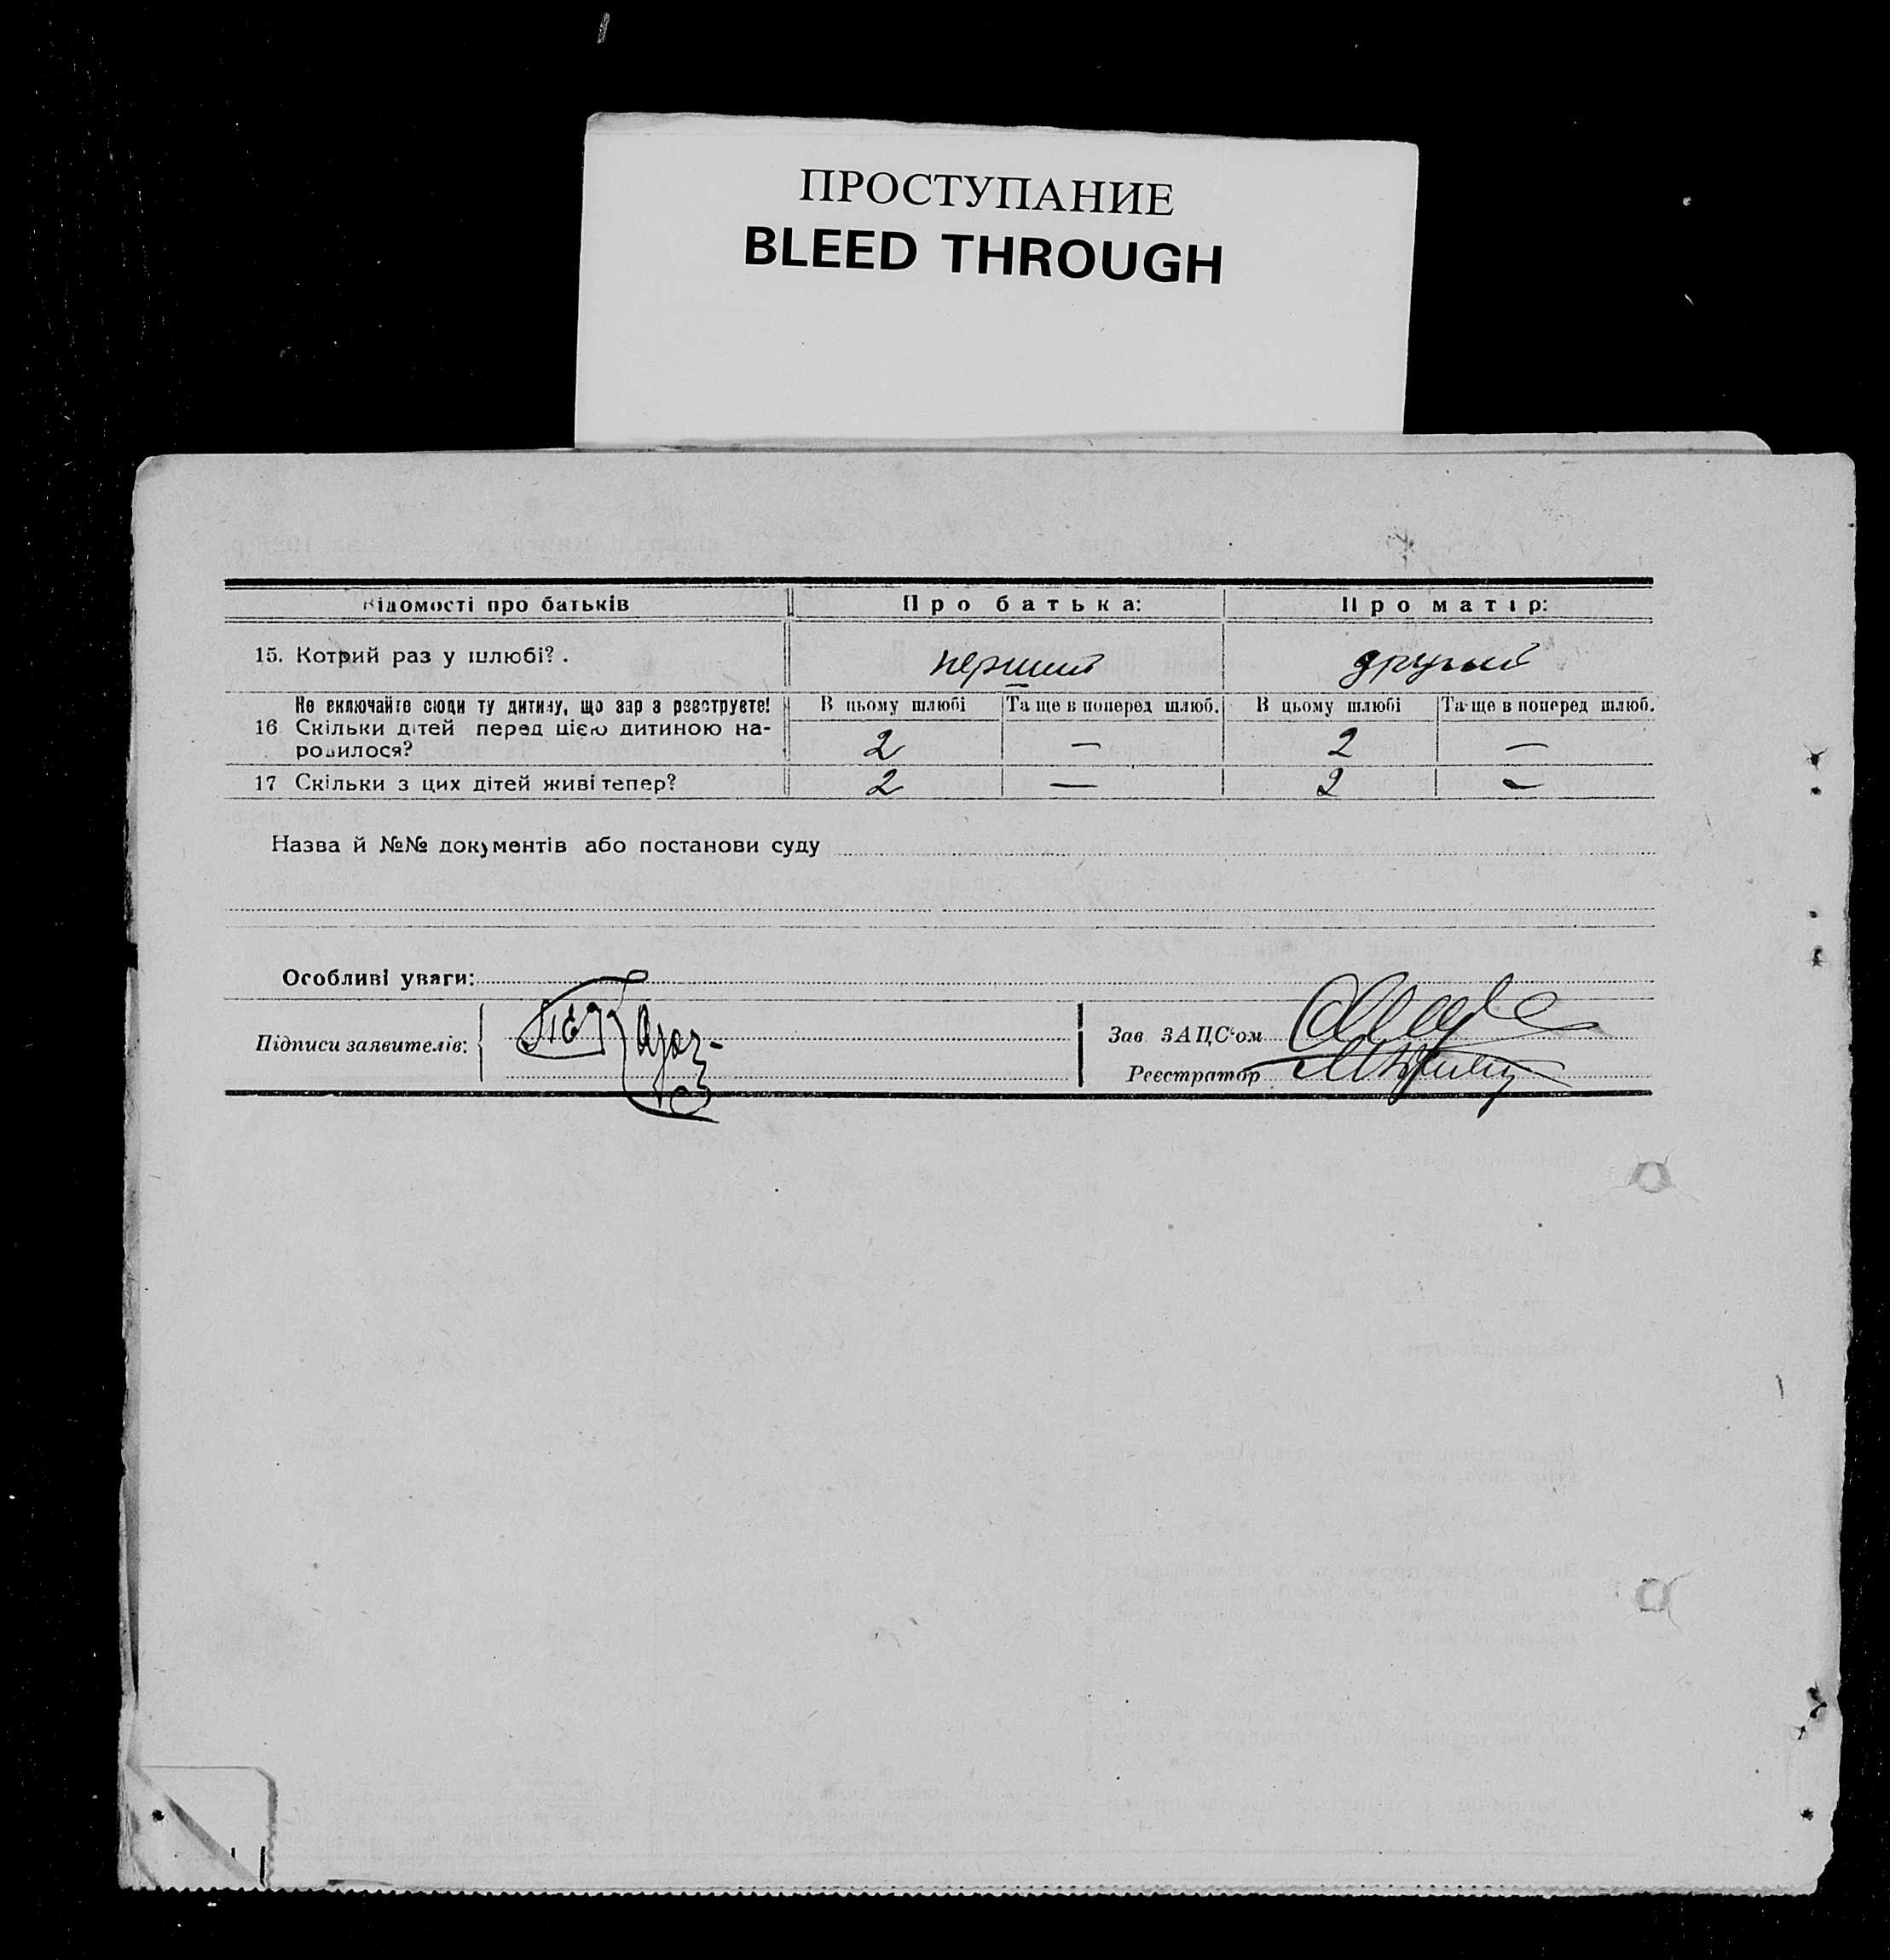 ПРОСТУПАНИЕ
BLEED THROUGH
Відомості про батьків Про батька: Про матір:
15. Котрий раз у шлюбі?. перший другий
Не включайте сюди ту дитину, що зараз реєструєте! В цьому шлюбі Та ще в поперед шлюб. В цьому шлюбі Та ще в поперед шлюб.
16 Скільки дітей перед цією дитиною на-
родилося? 2 — 2 —
17 Скільки з цих дітей живі тепер? 2 — 2 —
Назва й №№ документів або постанови суду
Особливі уваги:
Підписи заявителів: Зав ЗАЦС'ом
Реєстратор